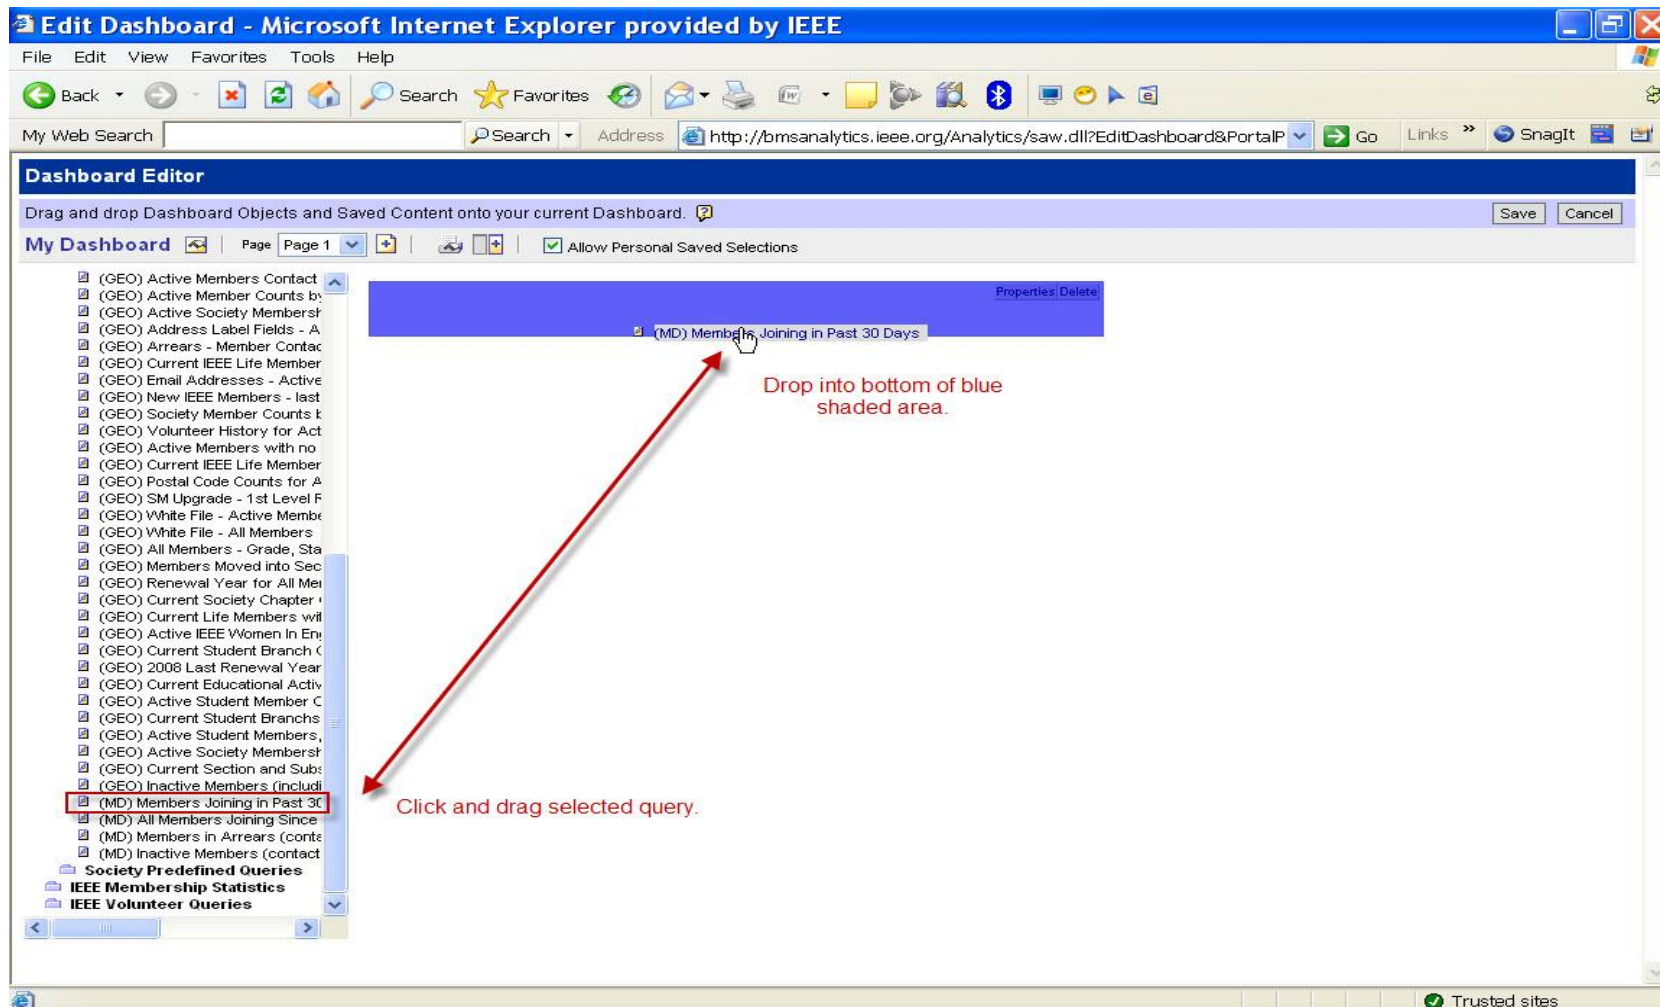 Edit Dashboard - Microsoft Internet Explorer provided by IEEE
File Edit View Favorites Tools Help
Back Search Favorites
My Web Search Search Address http://bmsanalytics.ieee.org/Analytics/saw.dll?EditDashboard&PortalP Go Links » SnagIt
Dashboard Editor
Drag and drop Dashboard Objects and Saved Content onto your current Dashboard. Save Cancel
My Dashboard Page Page 1 Allow Personal Saved Selections
(GEO) Active Members Contact
(GEO) Active Member Counts by
(GEO) Active Society Membersh
(GEO) Address Label Fields - A
(GEO) Arrears - Member Contac
(GEO) Current IEEE Life Member
(GEO) Email Addresses - Active
(GEO) New IEEE Members - last
(GEO) Society Member Counts b
(GEO) Volunteer History for Act
(GEO) Active Members with no
(GEO) Current IEEE Life Member
(GEO) Postal Code Counts for A
(GEO) SM Upgrade - 1st Level R
(GEO) White File - Active Membe
(GEO) White File - All Members
(GEO) All Members - Grade, Sta
(GEO) Members Moved into Sec
(GEO) Renewal Year for All Mer
(GEO) Current Society Chapter
(GEO) Current Life Members wit
(GEO) Active IEEE Women In Eng
(GEO) Current Student Branch
(GEO) 2008 Last Renewal Year
(GEO) Current Educational Activ
(GEO) Active Student Member C
(GEO) Current Student Branchs
(GEO) Active Student Members,
(GEO) Active Society Membersh
(GEO) Current Section and Subs
(GEO) Inactive Members (includi
(MD) Members Joining in Past 30
(MD) All Members Joining Since
(MD) Members in Arrears (conta
(MD) Inactive Members (contact
Society Predefined Queries
IEEE Membership Statistics
IEEE Volunteer Queries
Properties Delete
(MD) Members Joining in Past 30 Days
Drop into bottom of blue
shaded area.
Click and drag selected query.
Trusted sites